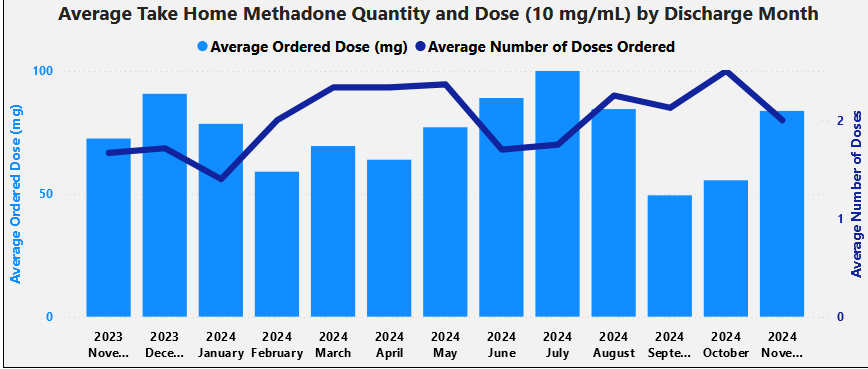 Average Take Home Methadone Quantity and Dose (10 mg/mL) by Discharge Month
Average Ordered Dose (mg) Average Number of Doses Ordered
Average Ordered Dose (mg)
100
50
0
2
1
0
Average Number of Doses
2023 2023 2024 2024 2024 2024 2024 2024 2024 2024 2024 2024 2024
Nove... Dece... January February March April May June July August Septe... October Nove...